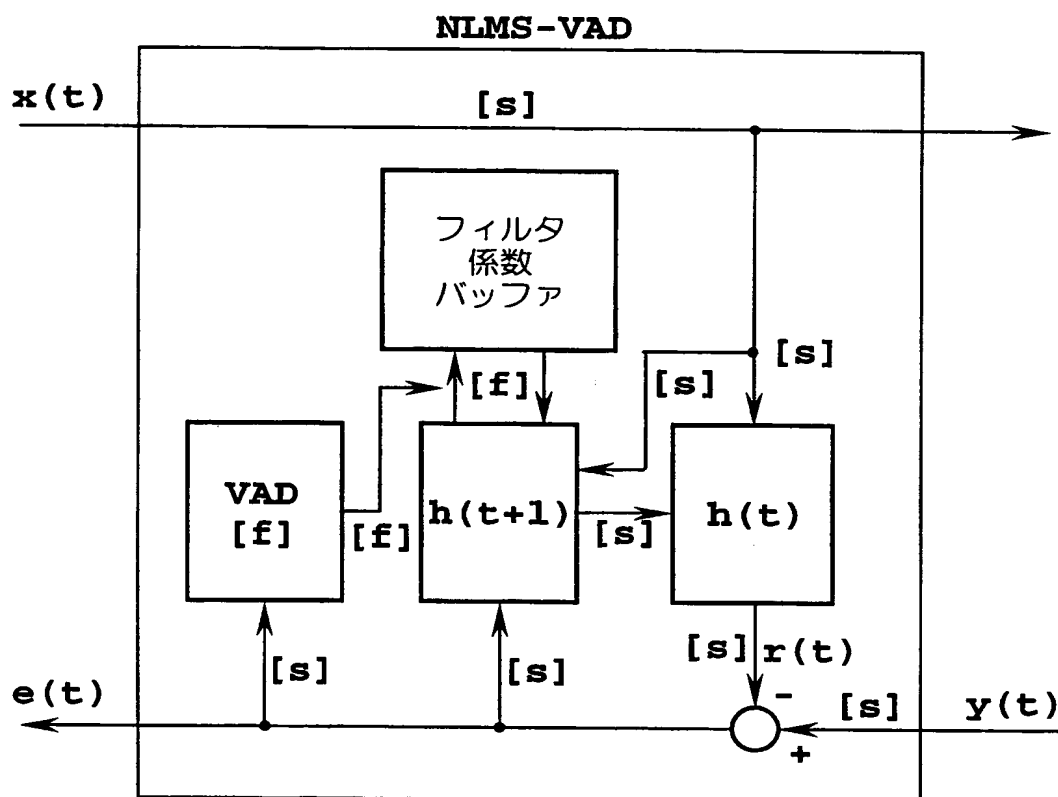 NLMS-VAD
x(t)
[s]
フィルタ
係数
バッファ
[s]
[s]
[f]
VAD
[f]
[f]
h(t+1)
[s]
h(t)
[s]
[s]
[s]
r(t)
e(t)
-
[s]
y(t)
+